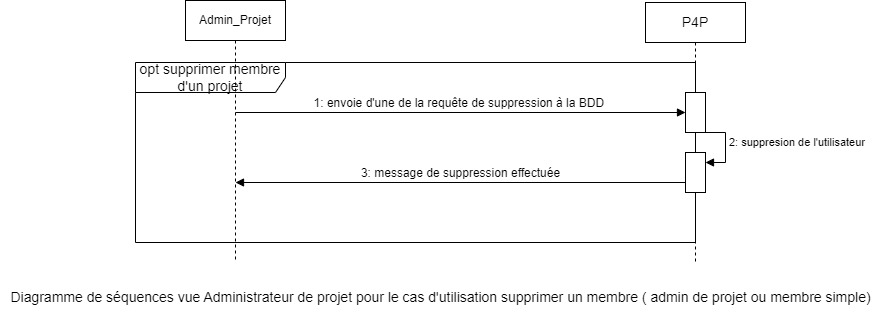 Admin_Projet
P4P
opt supprimer membre
d'un projet
1: envoie d'une de la requête de suppression à la BDD
2: suppresion de l'utilisateur
3: message de suppression effectuée
Diagramme de séquences vue Administrateur de projet pour le cas d'utilisation supprimer un membre ( admin de projet ou membre simple)